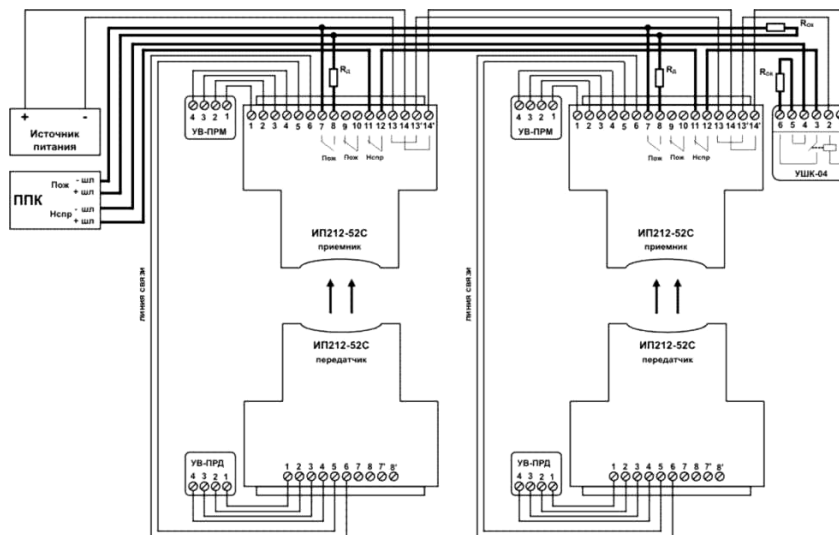 Rок
Rд
Rд
Rок
УВ-ПРМ
4 3 2 1
1 2 3 4 5 6 7 8 9 10 11 12 13 14 13' 14'
Пож Пож Нспр
УВ-ПРМ
4 3 2 1
1 2 3 4 5 6 7 8 9 10 11 12 13 14 13' 14'
Пож Пож Нспр
6 5 4 3 2
УШК-04
+ -
Источник
питания
ППК
Пож - шл
+ шл
Нспр - шл
+ шл
ИП212-52С
приемник
ИП212-52С
приемник
линия связи
линия связи
ИП212-52С
передатчик
ИП212-52С
передатчик
УВ-ПРД
4 3 2 1
1 2 3 4 5 6 7 8 7' 8'
УВ-ПРД
4 3 2 1
1 2 3 4 5 6 7 8 7' 8'